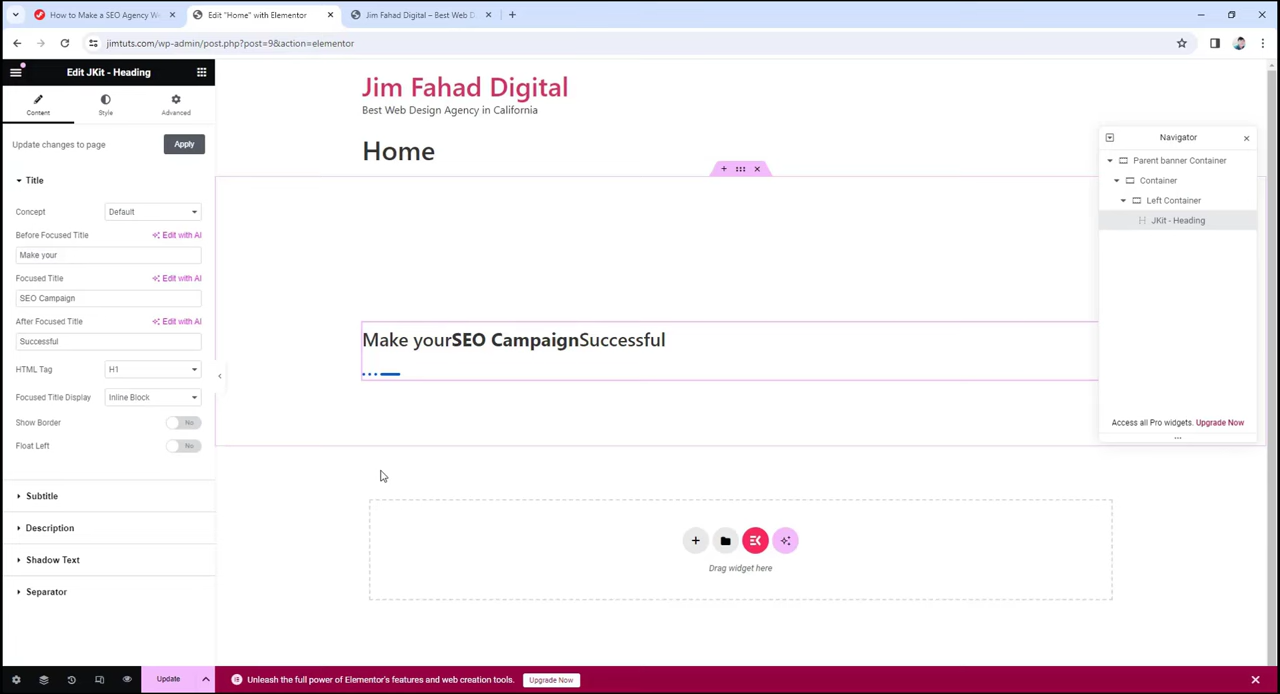 How to Make a SEO Agency We
Edit "Home" with Elementor
Jim Fahad Digital – Best Web D
jimtuts.com/wp-admin/post.php?post=9&action=elementor
Edit JKit - Heading
Content
Style
Advanced
Update changes to page
Apply
Title
Concept
Default
Before Focused Title
Edit with AI
Make your
Focused Title
Edit with AI
SEO Campaign
After Focused Title
Edit with AI
Successful
HTML Tag
H1
Focused Title Display
Inline Block
Show Border
No
Float Left
No
Subtitle
Description
Shadow Text
Separator
Update
Jim Fahad Digital
Best Web Design Agency in California
Home
Make yourSEO CampaignSuccessful
Drag widget here
Navigator
Parent banner Container
Container
Left Container
JKit - Heading
Access all Pro widgets. Upgrade Now
Unleash the full power of Elementor's features and web creation tools.
Upgrade Now